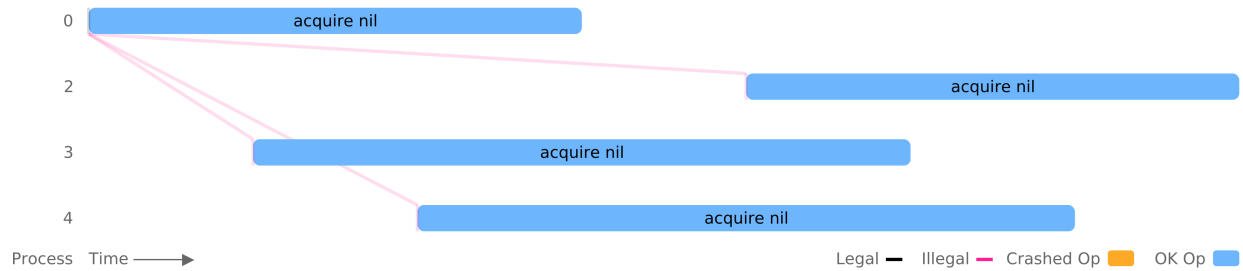 0 acquire nil
2 acquire nil
3 acquire nil
4 acquire nil
Process Time Legal Illegal Crashed Op OK Op